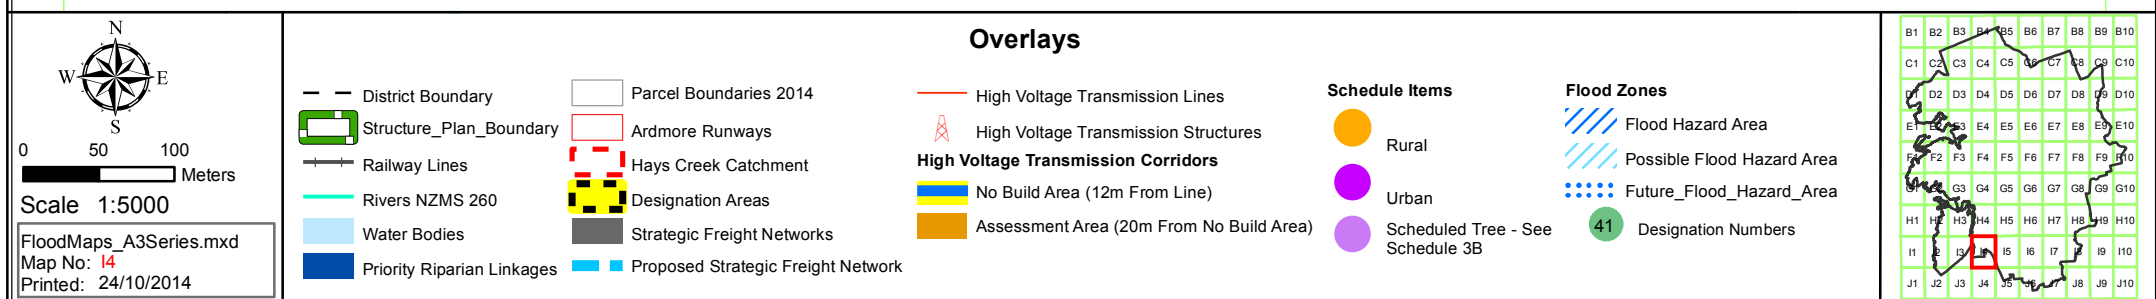 N
W E
S
0 50 100
Meters
Scale 1:5000
FloodMaps_A3Series.mxd
Map No: I4
Printed: 24/10/2014
Overlays
District Boundary
Structure_Plan_Boundary
Railway Lines
Rivers NZMS 260
Water Bodies
Priority Riparian Linkages
Parcel Boundaries 2014
Ardmore Runways
Hays Creek Catchment
Designation Areas
Strategic Freight Networks
Proposed Strategic Freight Network
High Voltage Transmission Lines
High Voltage Transmission Structures
High Voltage Transmission Corridors
No Build Area (12m From Line)
Assessment Area (20m From No Build Area)
Schedule Items
Rural
Urban
Scheduled Tree - See
Schedule 3B
Flood Zones
Flood Hazard Area
Possible Flood Hazard Area
Future_Flood_Hazard_Area
41 Designation Numbers
B1 B2 B3 B4 B5 B6 B7 B8 B9 B10
C1 C2 C3 C4 C5 C6 C7 C8 C9 C10
D1 D2 D3 D4 D5 D6 D7 D8 D9 D10
E1 E2 E3 E4 E5 E6 E7 E8 E9 E10
F1 F2 F3 F4 F5 F6 F7 F8 F9 F10
G1 G2 G3 G4 G5 G6 G7 G8 G9 G10
H1 H2 H3 H4 H5 H6 H7 H8 H9 H10
I1 I2 I3 I4 I5 I6 I7 I8 I9 I10
J1 J2 J3 J4 J5 J6 J7 J8 J9 J10